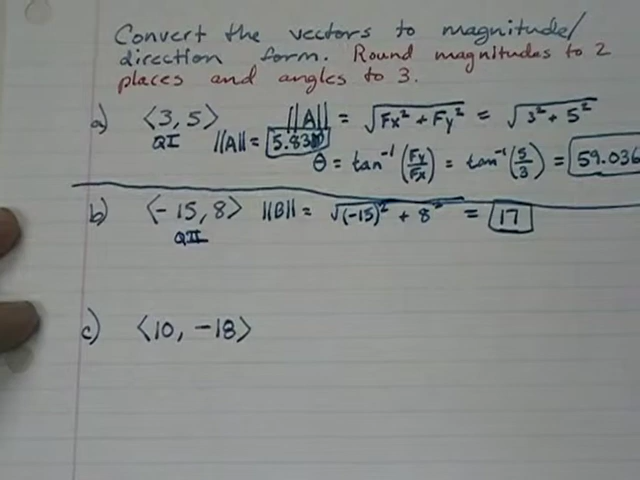 Convert the vectors to magnitude/
direction form. Round magnitudes to 2
places and angles to 3.
a) ⟨3, 5⟩ ||A|| = √Fx² + Fy² = √3² + 5²
QI ||A|| = 5.83
θ = tan⁻¹(Fy/Fx) = tan⁻¹(5/3) = 59.036
b) ⟨-15, 8⟩ ||B|| = √(-15)² + 8² = 17
QII
c) ⟨10, -18⟩